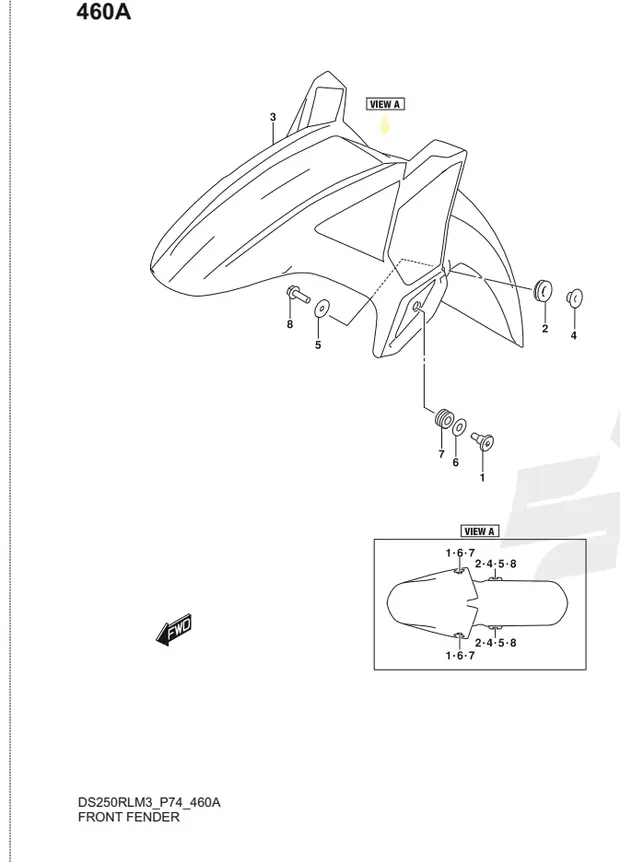 460A
VIEW A
3
8
5
2
4
7
6
1
VIEW A
1·6·7
2·4·5·8
2·4·5·8
1·6·7
FWD
DS250RLM3_P74_460A
FRONT FENDER